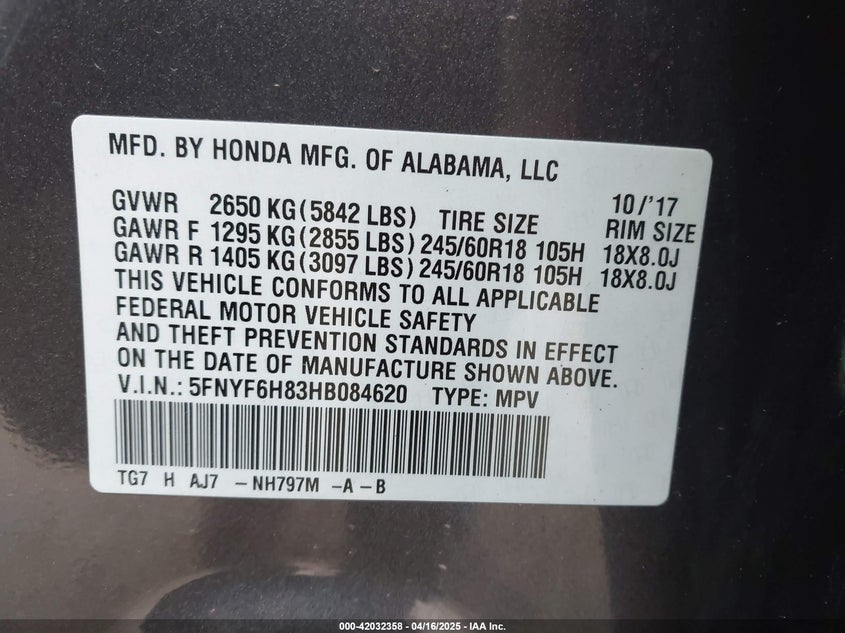 MFD. BY HONDA MFG. OF ALABAMA, LLC
10/'17
GVWR 2650 KG (5842 LBS) TIRE SIZE RIM SIZE
GAWR F 1295 KG (2855 LBS) 245/60R18 105H 18X8.0J
GAWR R 1405 KG (3097 LBS) 245/60R18 105H 18X8.0J
THIS VEHICLE CONFORMS TO ALL APPLICABLE
FEDERAL MOTOR VEHICLE SAFETY
AND THEFT PREVENTION STANDARDS IN EFFECT
ON THE DATE OF MANUFACTURE SHOWN ABOVE.
V.I.N.: 5FNYF6H83HB084620 TYPE: MPV
TG7 H AJ7 -NH797M -A-B
000-42032358 - 04/16/2025 - IAA Inc.